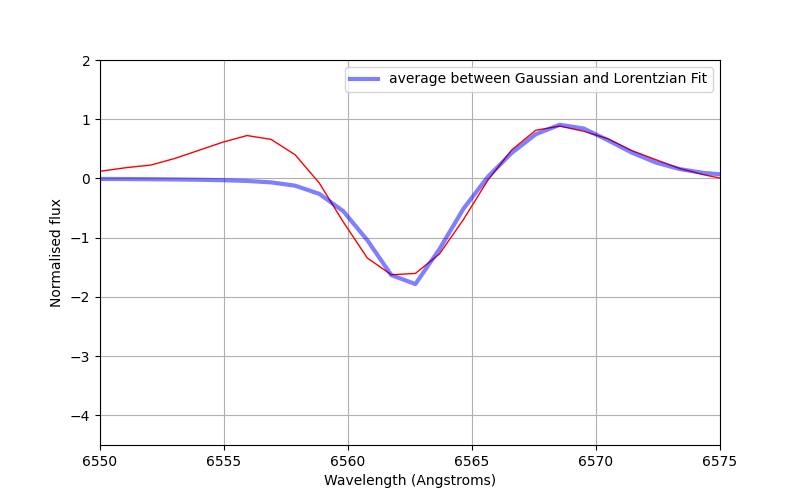 average between Gaussian and Lorentzian Fit
2
1
0
−1
−2
−3
−4
Normalised flux
6550 6555 6560 6565 6570 6575
Wavelength (Angstroms)